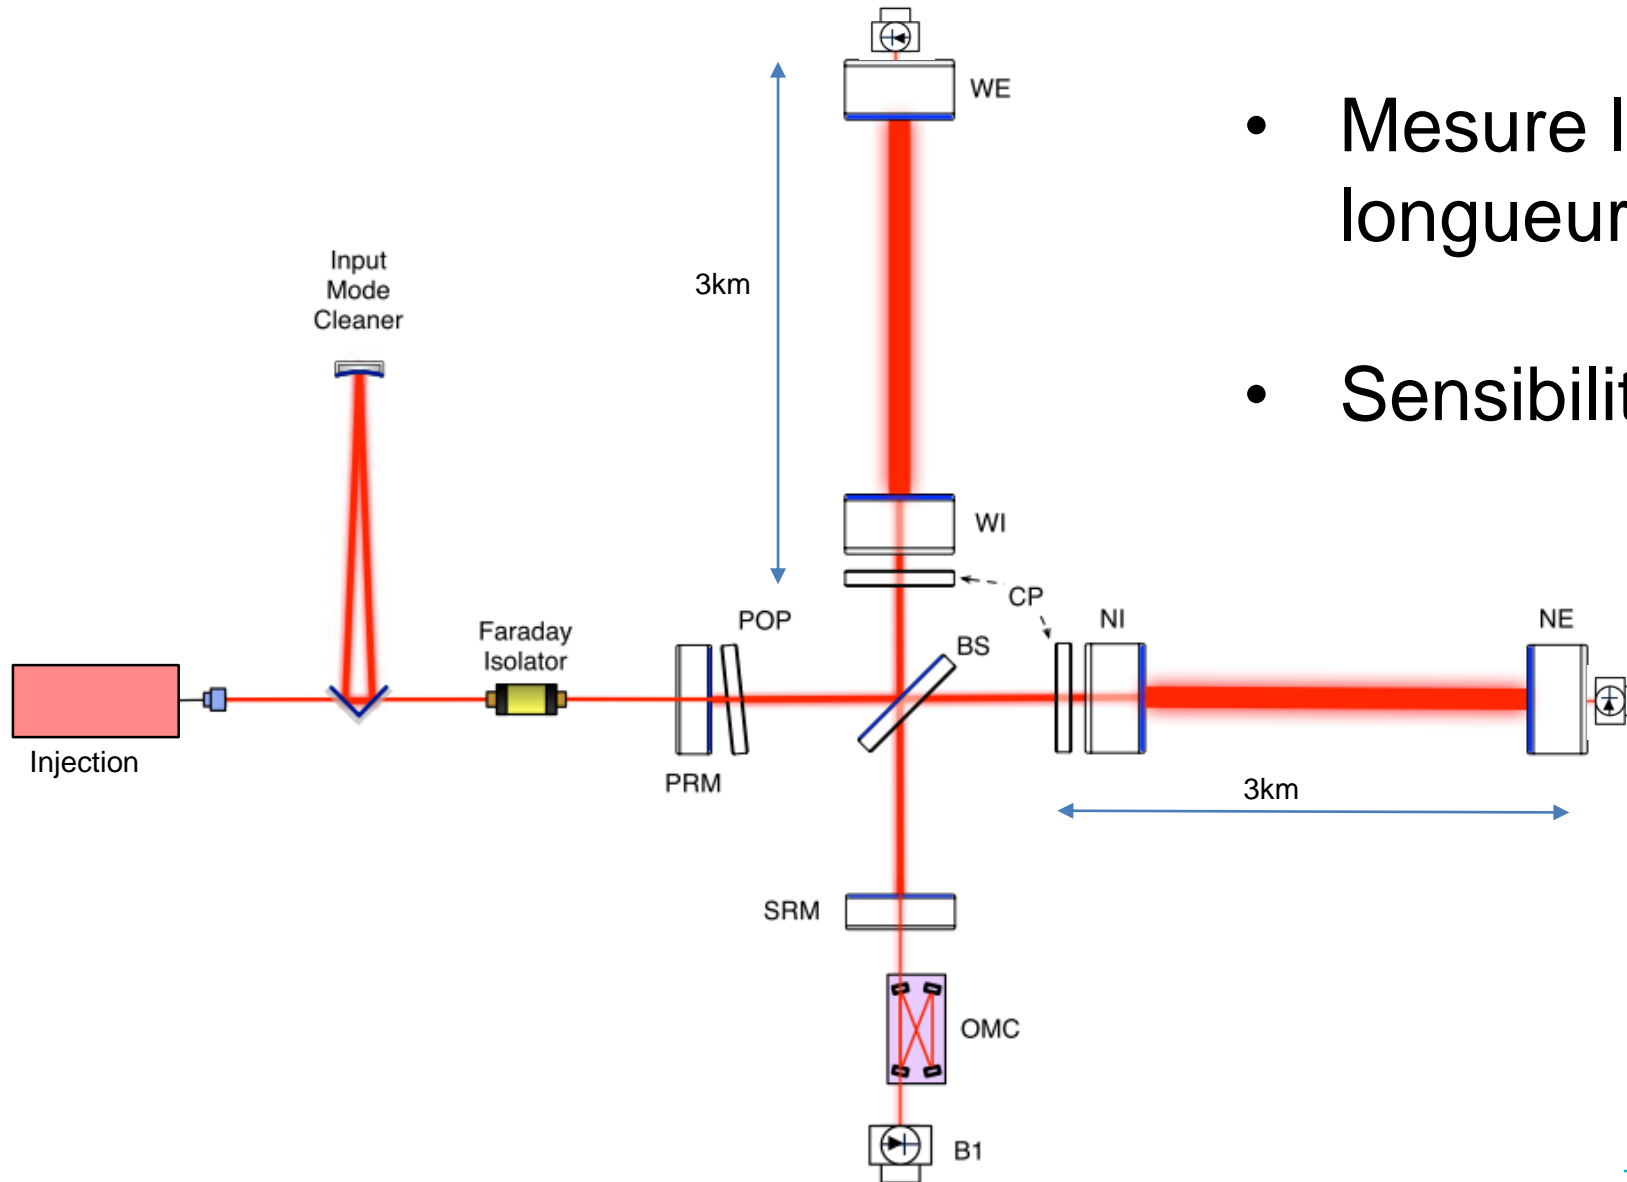 WE
• Mesure l
longueur
3km
Input
Mode
Cleaner
• Sensibilit
WI
CP
POP
NI
NE
Faraday
Isolator
BS
Injection
PRM
3km
SRM
OMC
B1